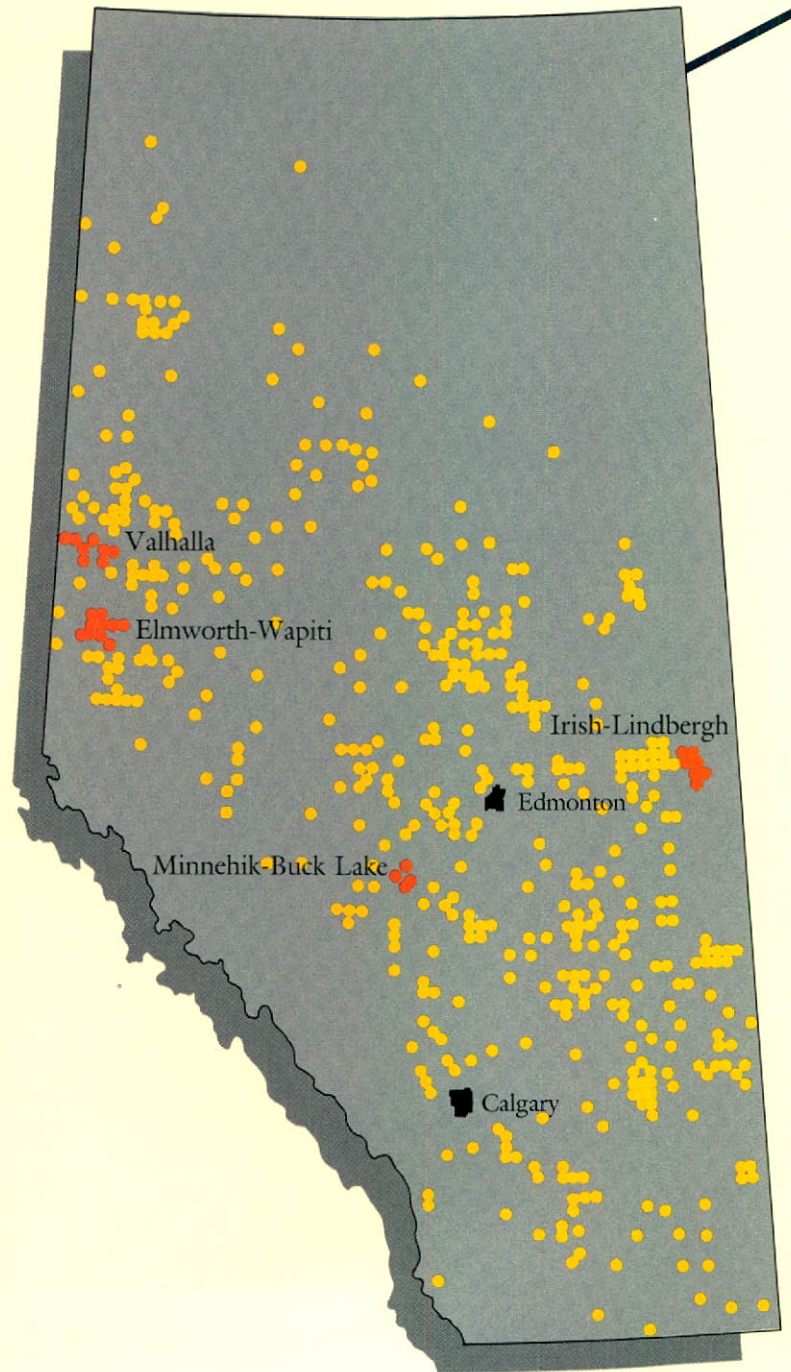 Valhalla
Elmworth-Wapiti
Irish-Lindbergh
Edmonton
Minnehik-Buck Lake
Calgary